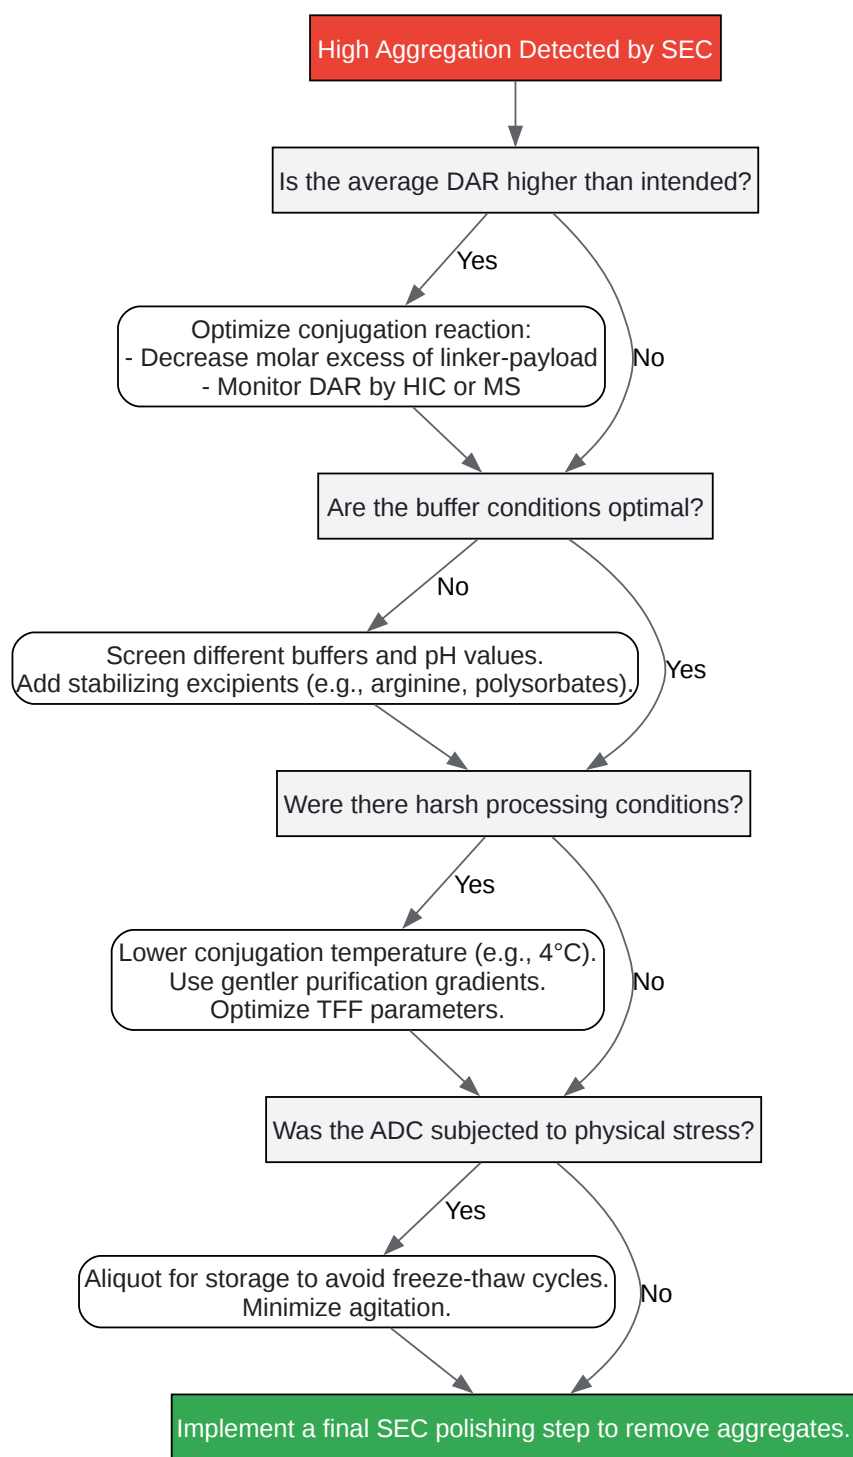 High Aggregation Detected by SEC
Is the average DAR higher than intended?
Yes
Optimize conjugation reaction:
- Decrease molar excess of linker-payload
- Monitor DAR by HIC or MS
No
Are the buffer conditions optimal?
No
Screen different buffers and pH values.
Add stabilizing excipients (e.g., arginine, polysorbates).
Yes
Were there harsh processing conditions?
Yes
Lower conjugation temperature (e.g., 4°C).
Use gentler purification gradients.
Optimize TFF parameters.
No
Was the ADC subjected to physical stress?
Yes
Aliquot for storage to avoid freeze-thaw cycles.
Minimize agitation.
No
Implement a final SEC polishing step to remove aggregates.